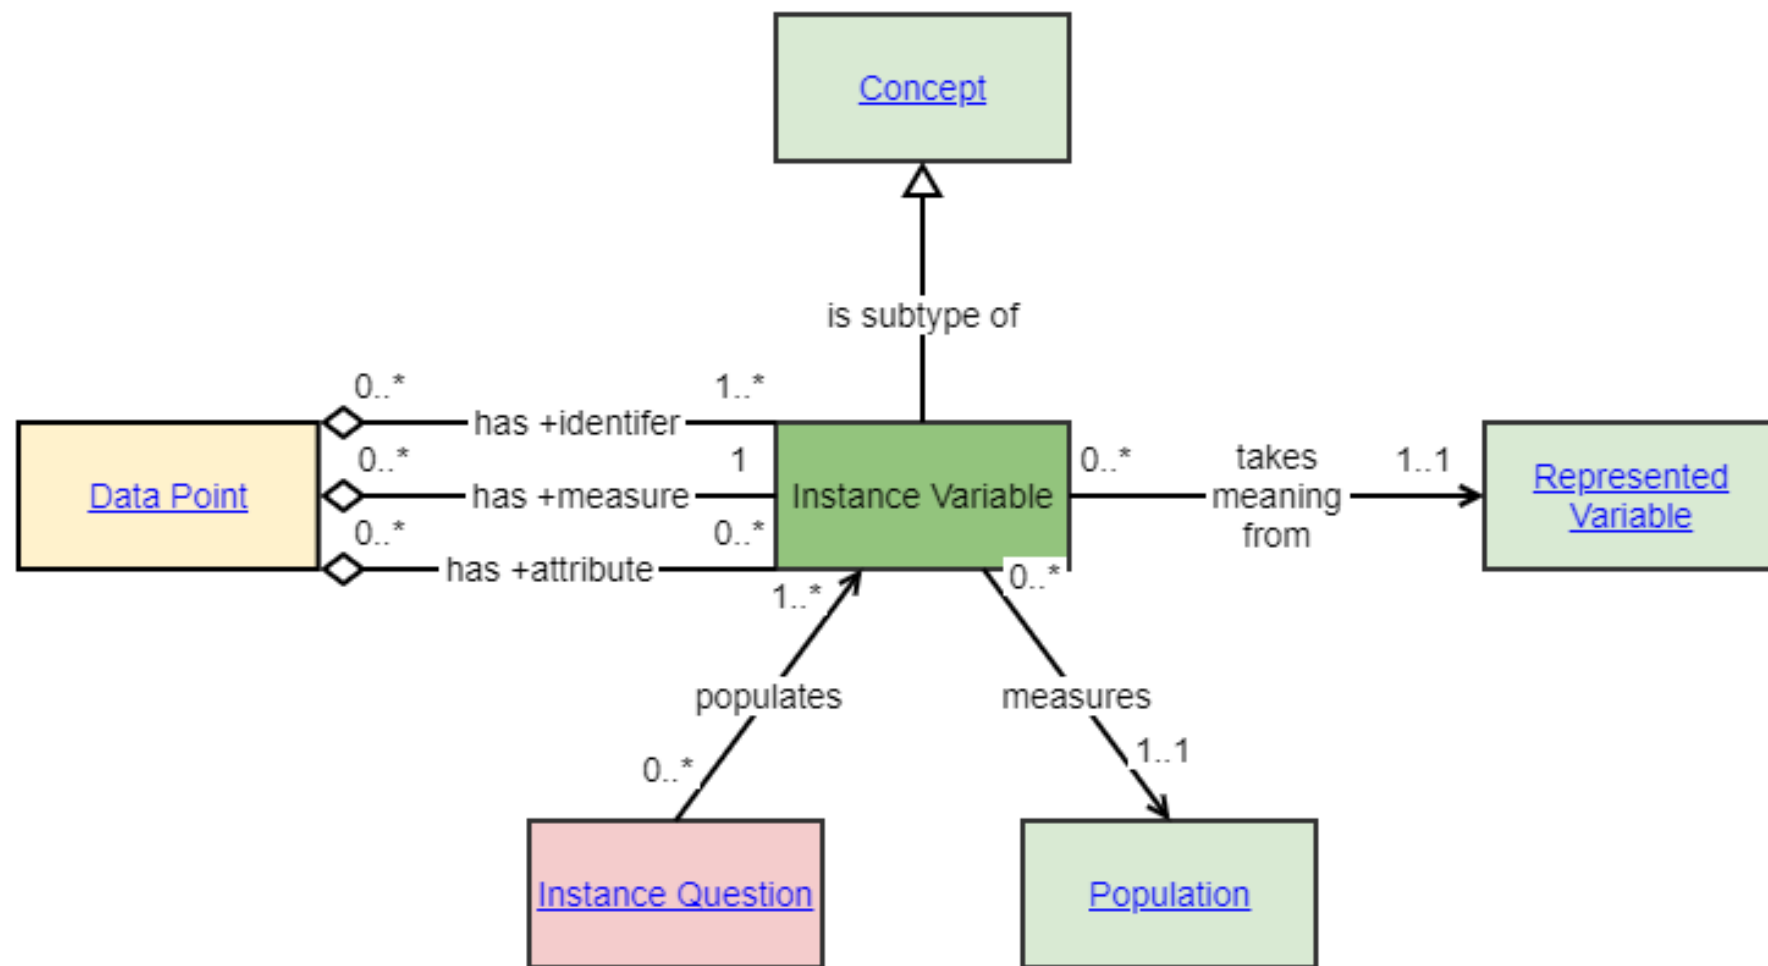 Concept
is subtype of
0..*
1..*
has +identifer
0..*
1
Data Point
has +measure
Instance Variable
0..*
takes
meaning
from
1..1
Represented
Variable
0..*
0..*
has +attribute
1..*
0..*
populates
measures
0..*
1..1
Instance Question
Population